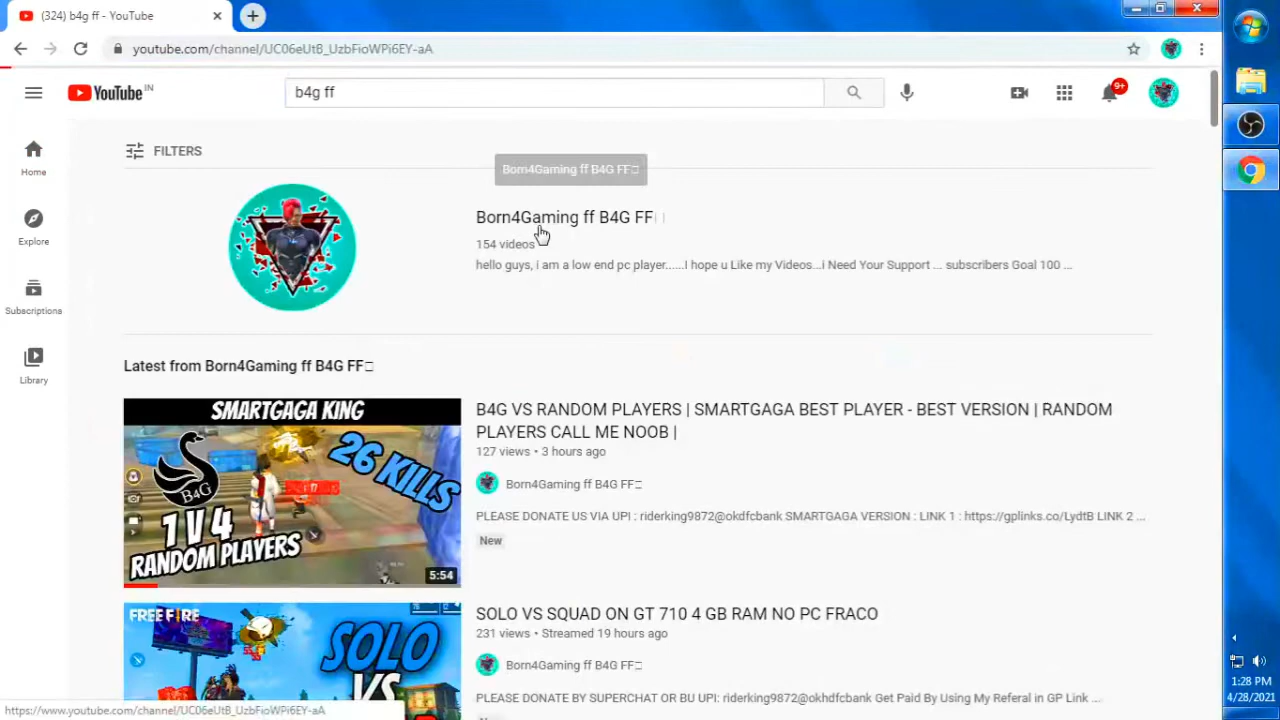 (324) b4g ff - YouTube
youtube.com/channel/UC06eUtB_UzbFioWPi6EY-aA
YouTube IN
b4g ff
9+
FILTERS
Born4Gaming ff B4G FF
Home
Explore
Subscriptions
Library
Born4Gaming ff B4G FF
154 videos
hello guys, i am a low end pc player......I hope u Like my Videos...i Need Your Support ... subscribers Goal 100 ...
Latest from Born4Gaming ff B4G FF
SMARTGAGA KING
26 KILLS
B4G
17
1 V 4
RANDOM PLAYERS
5:54
B4G VS RANDOM PLAYERS | SMARTGAGA BEST PLAYER - BEST VERSION | RANDOM
PLAYERS CALL ME NOOB |
127 views • 3 hours ago
Born4Gaming ff B4G FF
PLEASE DONATE US VIA UPI : riderking9872@okdfcbank SMARTGAGA VERSION : LINK 1 : https://gplinks.co/LydtB LINK 2 ...
New
FREE FIRE
SOLO
VS
SOLO VS SQUAD ON GT 710 4 GB RAM NO PC FRACO
231 views • Streamed 19 hours ago
Born4Gaming ff B4G FF
PLEASE DONATE BY SUPERCHAT OR BU UPI: riderking9872@okhdfcbank Get Paid By Using My Referal in GP Link ...
https://www.youtube.com/channel/UC06eUtB_UzbFioWPi6EY-aA
1:28 PM
4/28/2021